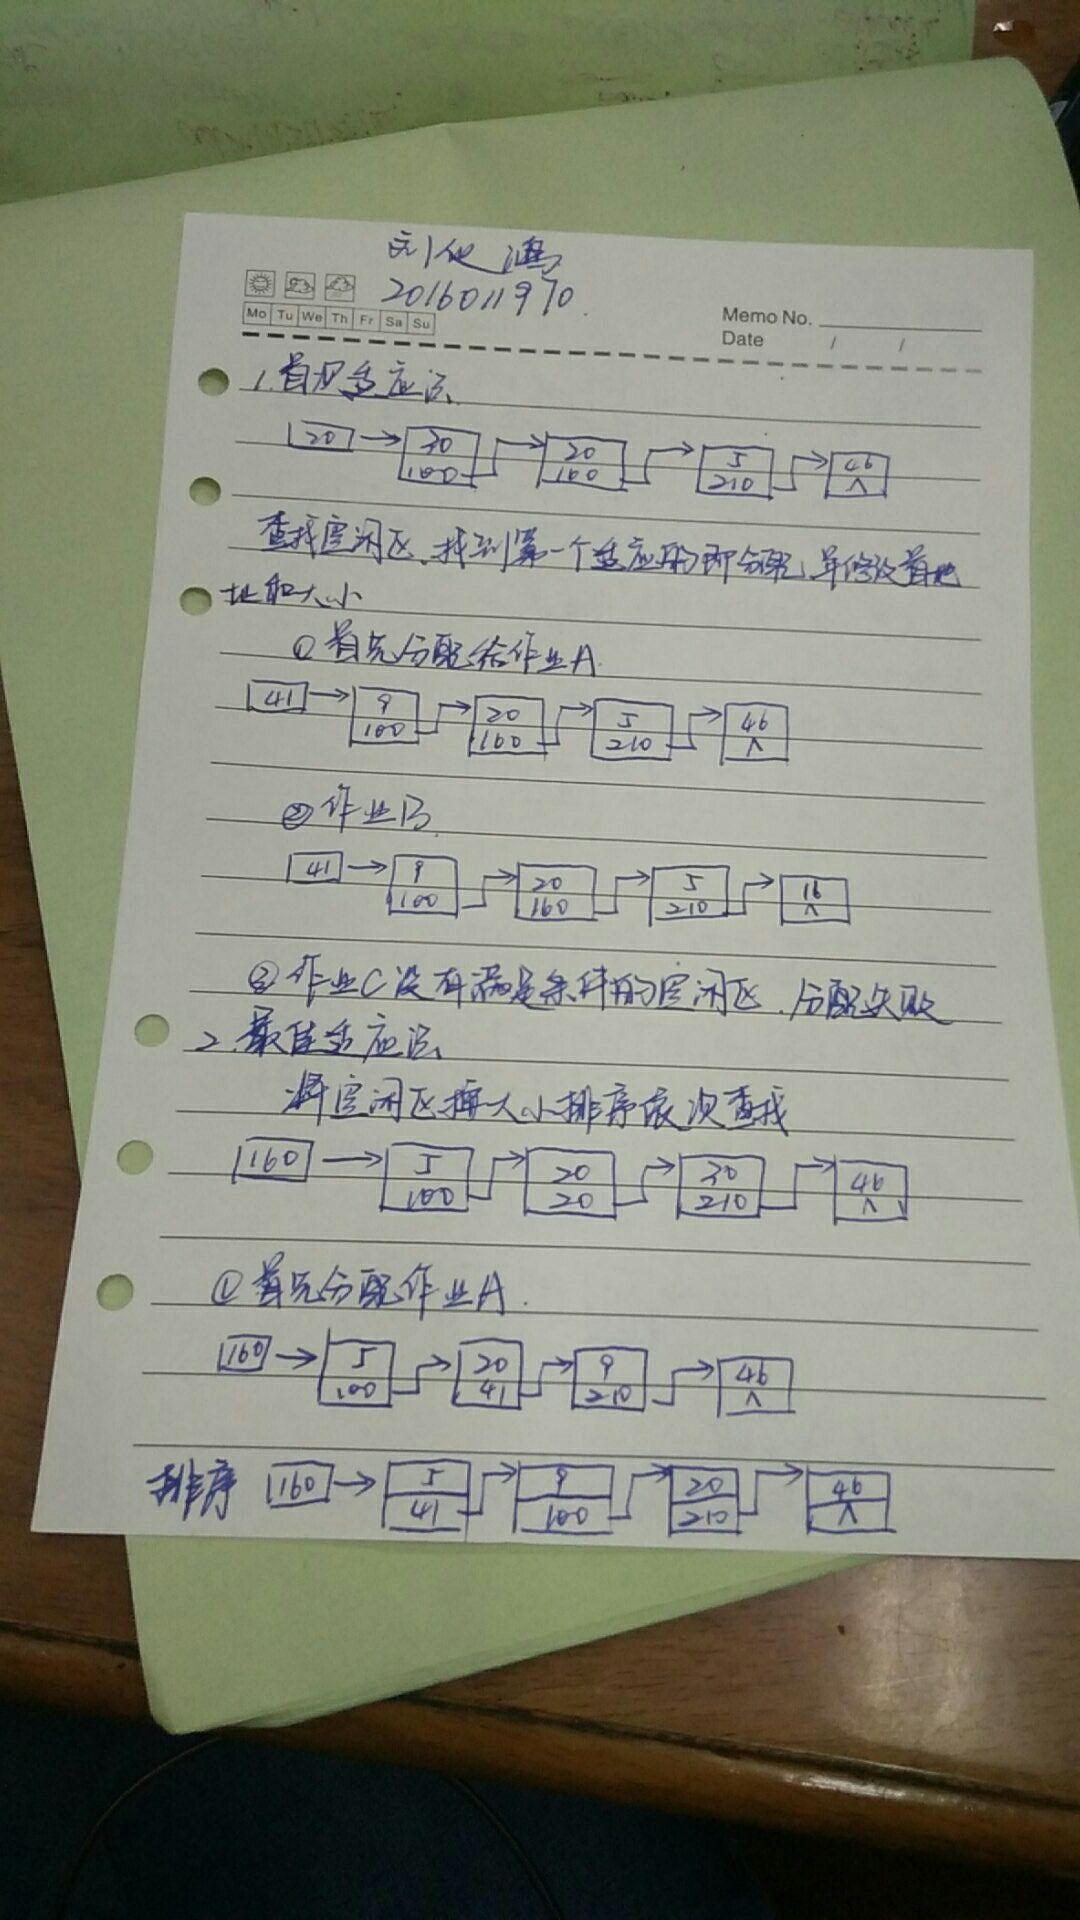 刘化鴻
2016011970.
Mo Tu We Th Fr Sa Su
Memo No.
Date / /
1.首次适应法
20 → 30 100 → 20 100 → 5 210 → 46 ∧
查找空闲区,找到第一个适应的即分配,并修改首地
址和大小
①首先分配给作业A.
41 → 9 100 → 20 160 → 5 210 → 46 ∧
②作业B.
41 → 9 100 → 20 160 → 5 210 → 16 ∧
③作业C没有满足条件的空闲区.分配失败
2.最佳适应法
将空闲区按大小排序依次查找
160 → 5 100 → 20 20 → 30 210 → 46 ∧
①首先分配作业A.
160 → 5 100 → 20 41 → 9 210 → 46 ∧
排序 160 → 5 41 → 9 100 → 20 210 → 46 ∧